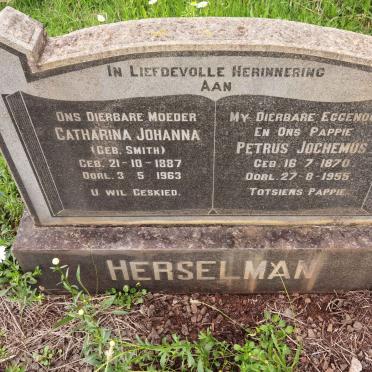 In Liefdevolle Herinnering
Aan
Ons Dierbare Moeder
Catharina Johanna
(Geb. Smith)
Geb. 21-10-1887
Oorl. 3-5-1963
U wil Geskied.
My Dierbare Eggeno
En Ons Pappie
Petrus Jochemus
Geb. 16-7-1870
Oorl. 27-8-1955
Totsiens Pappie.
Herselman